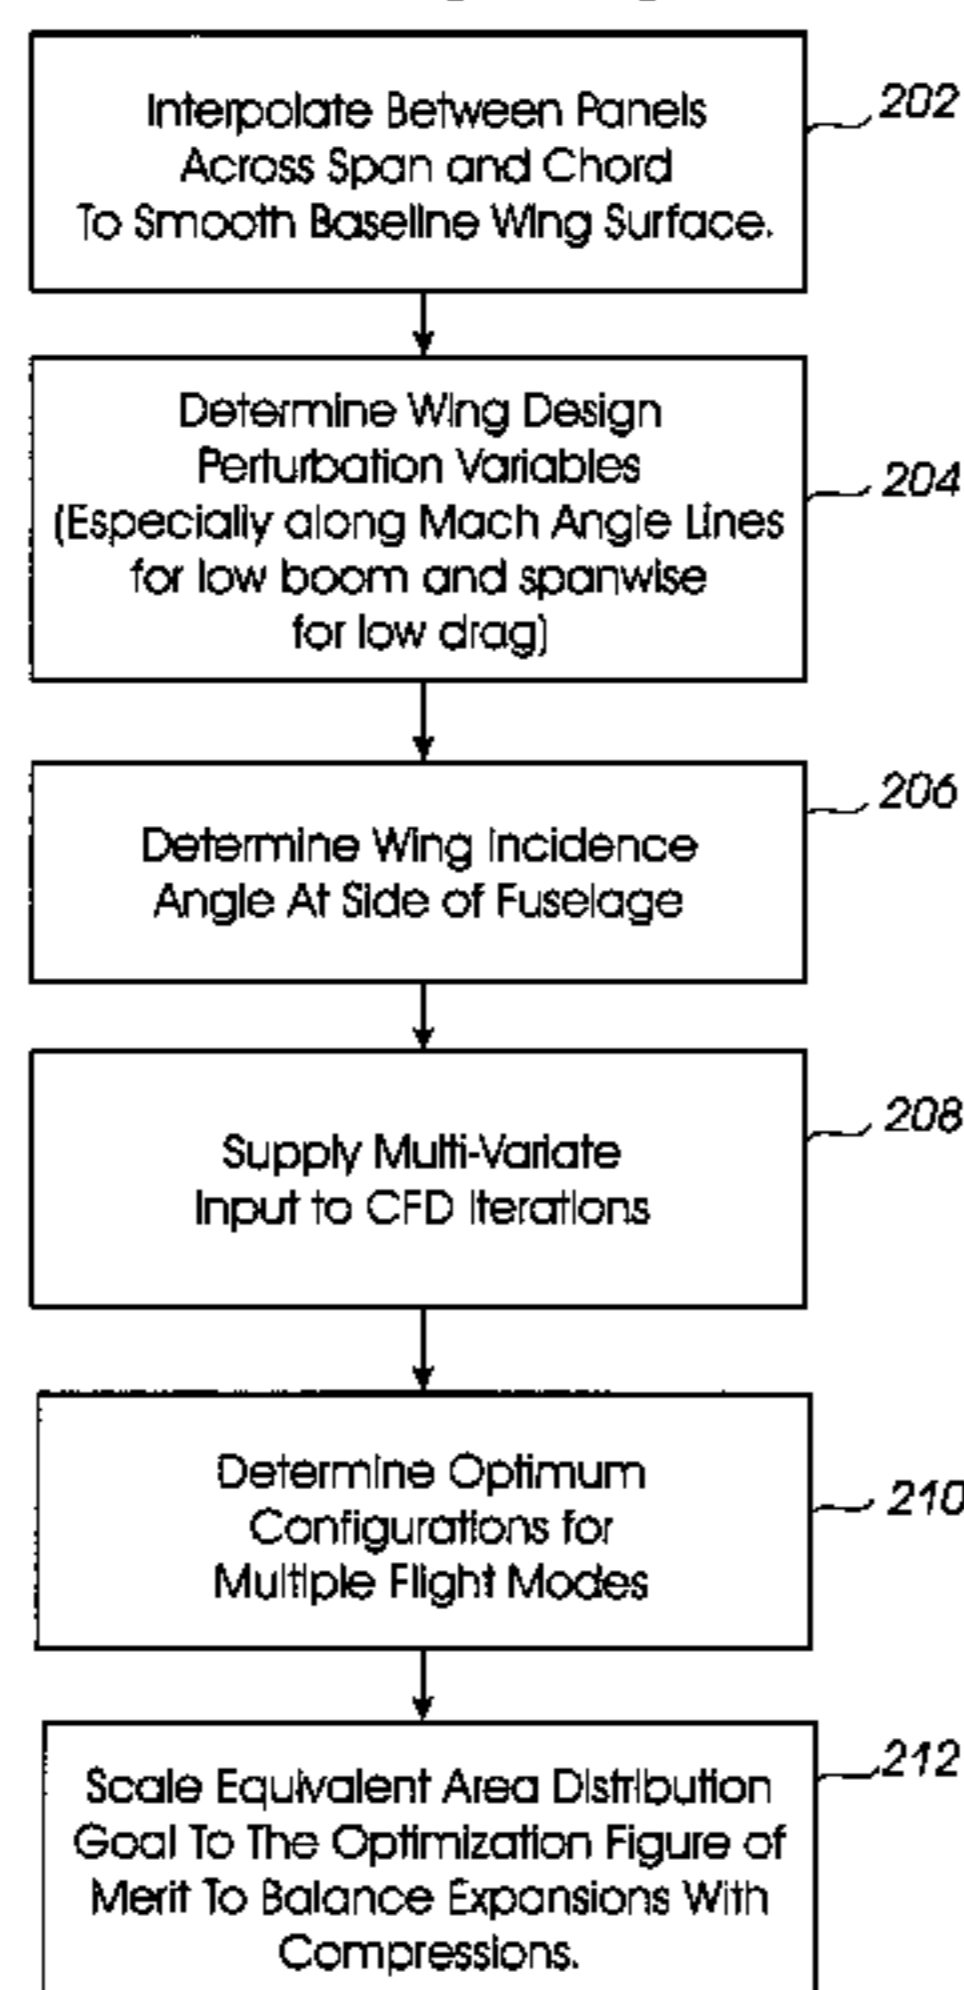 Interpolate Between Panels
Across Span and Chord
To Smooth Baseline Wing Surface.
202
Determine Wing Design
Perturbation Variables
(Especially along Mach Angle Lines
for low boom and spanwise
for low drag)
204
Determine Wing Incidence
Angle At Side of Fuselage
206
Supply Multi-Variate
Input to CFD Iterations
208
Determine Optimum
Configurations for
Multiple Flight Modes
210
Scale Equivalent Area Distribution
Goal To The Optimization Figure of
Merit To Balance Expansions With
Compressions.
212